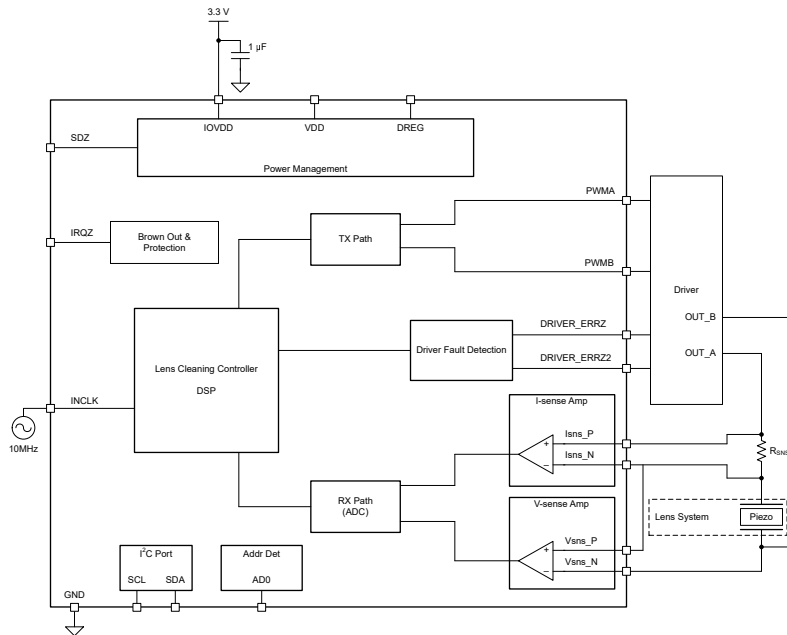 3.3 V
1 µF
SDZ
IOVDD
VDD
DREG
Power Management
PWMA
IRQZ
Brown Out &
Protection
TX Path
PWMB
Driver
OUT_B
DRIVER_ERRZ
Driver Fault Detection
OUT_A
DRIVER_ERRZ2
Lens Cleaning Controller
DSP
INCLK
10MHz
I-sense Amp
Isns_P
+
Isns_N
–
RSNS
RX Path
(ADC)
V-sense Amp
Lens System
Piezo
Vsns_P
+
Vsns_N
–
I2C Port
SCL
SDA
Addr Det
AD0
GND